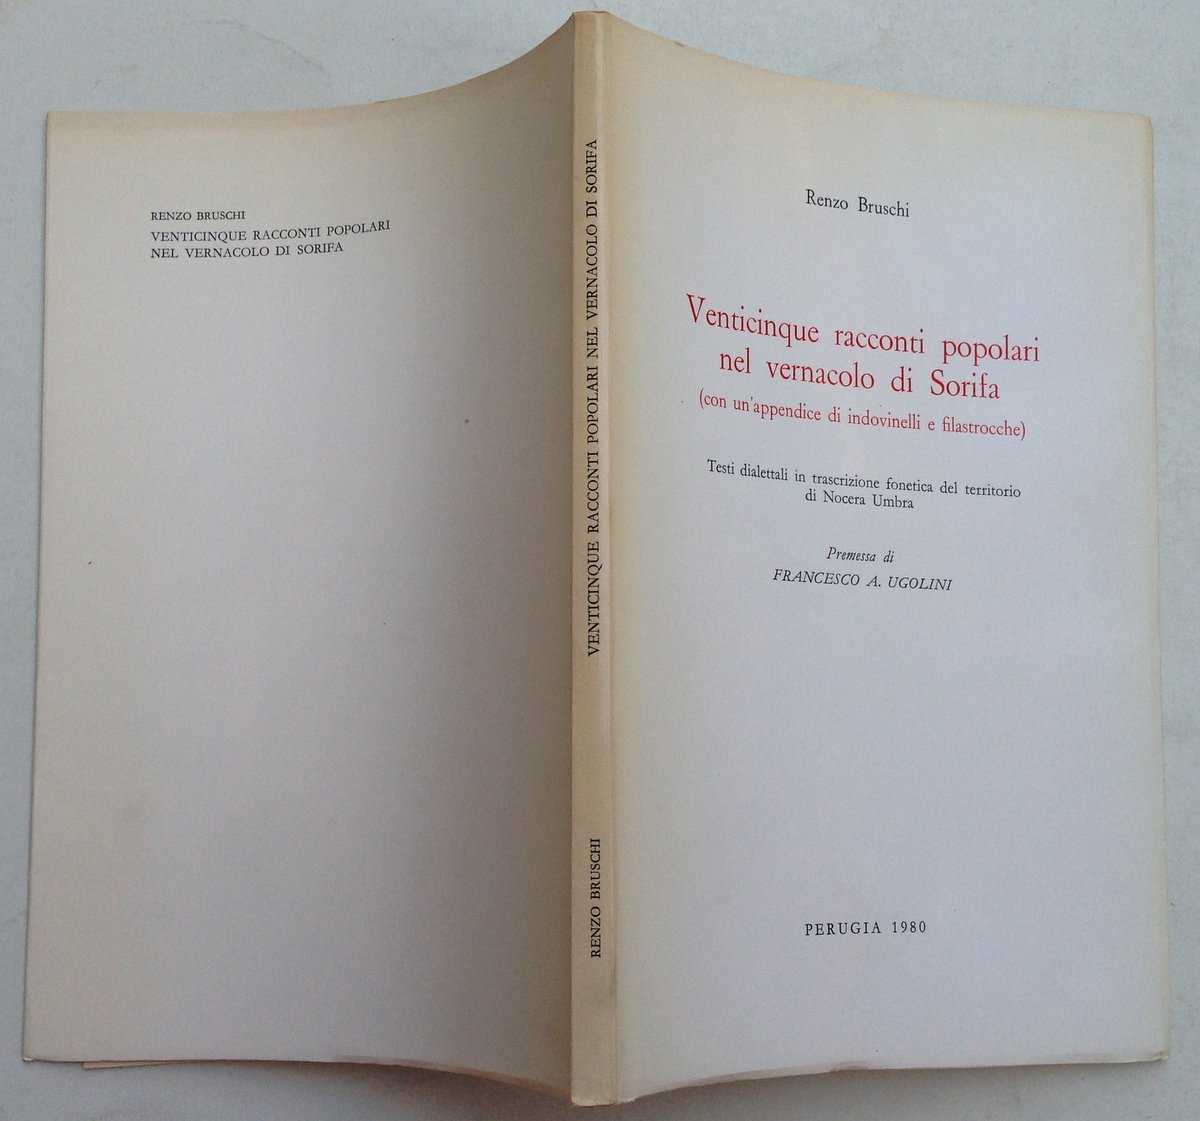 RENZO BRUSCHI
VENTICINQUE RACCONTI POPOLARI
NEL VERNACOLO DI SORIFA
VENTICINQUE RACCONTI POPOLARI NEL VERNACOLO DI SORIFA
RENZO BRUSCHI
Renzo Bruschi
Venticinque racconti popolari
nel vernacolo di Sorifa
(con un'appendice di indovinelli e filastrocche)
Testi dialettali in trascrizione fonetica del territorio
di Nocera Umbra
Premessa di
FRANCESCO A. UGOLINI
PERUGIA 1980